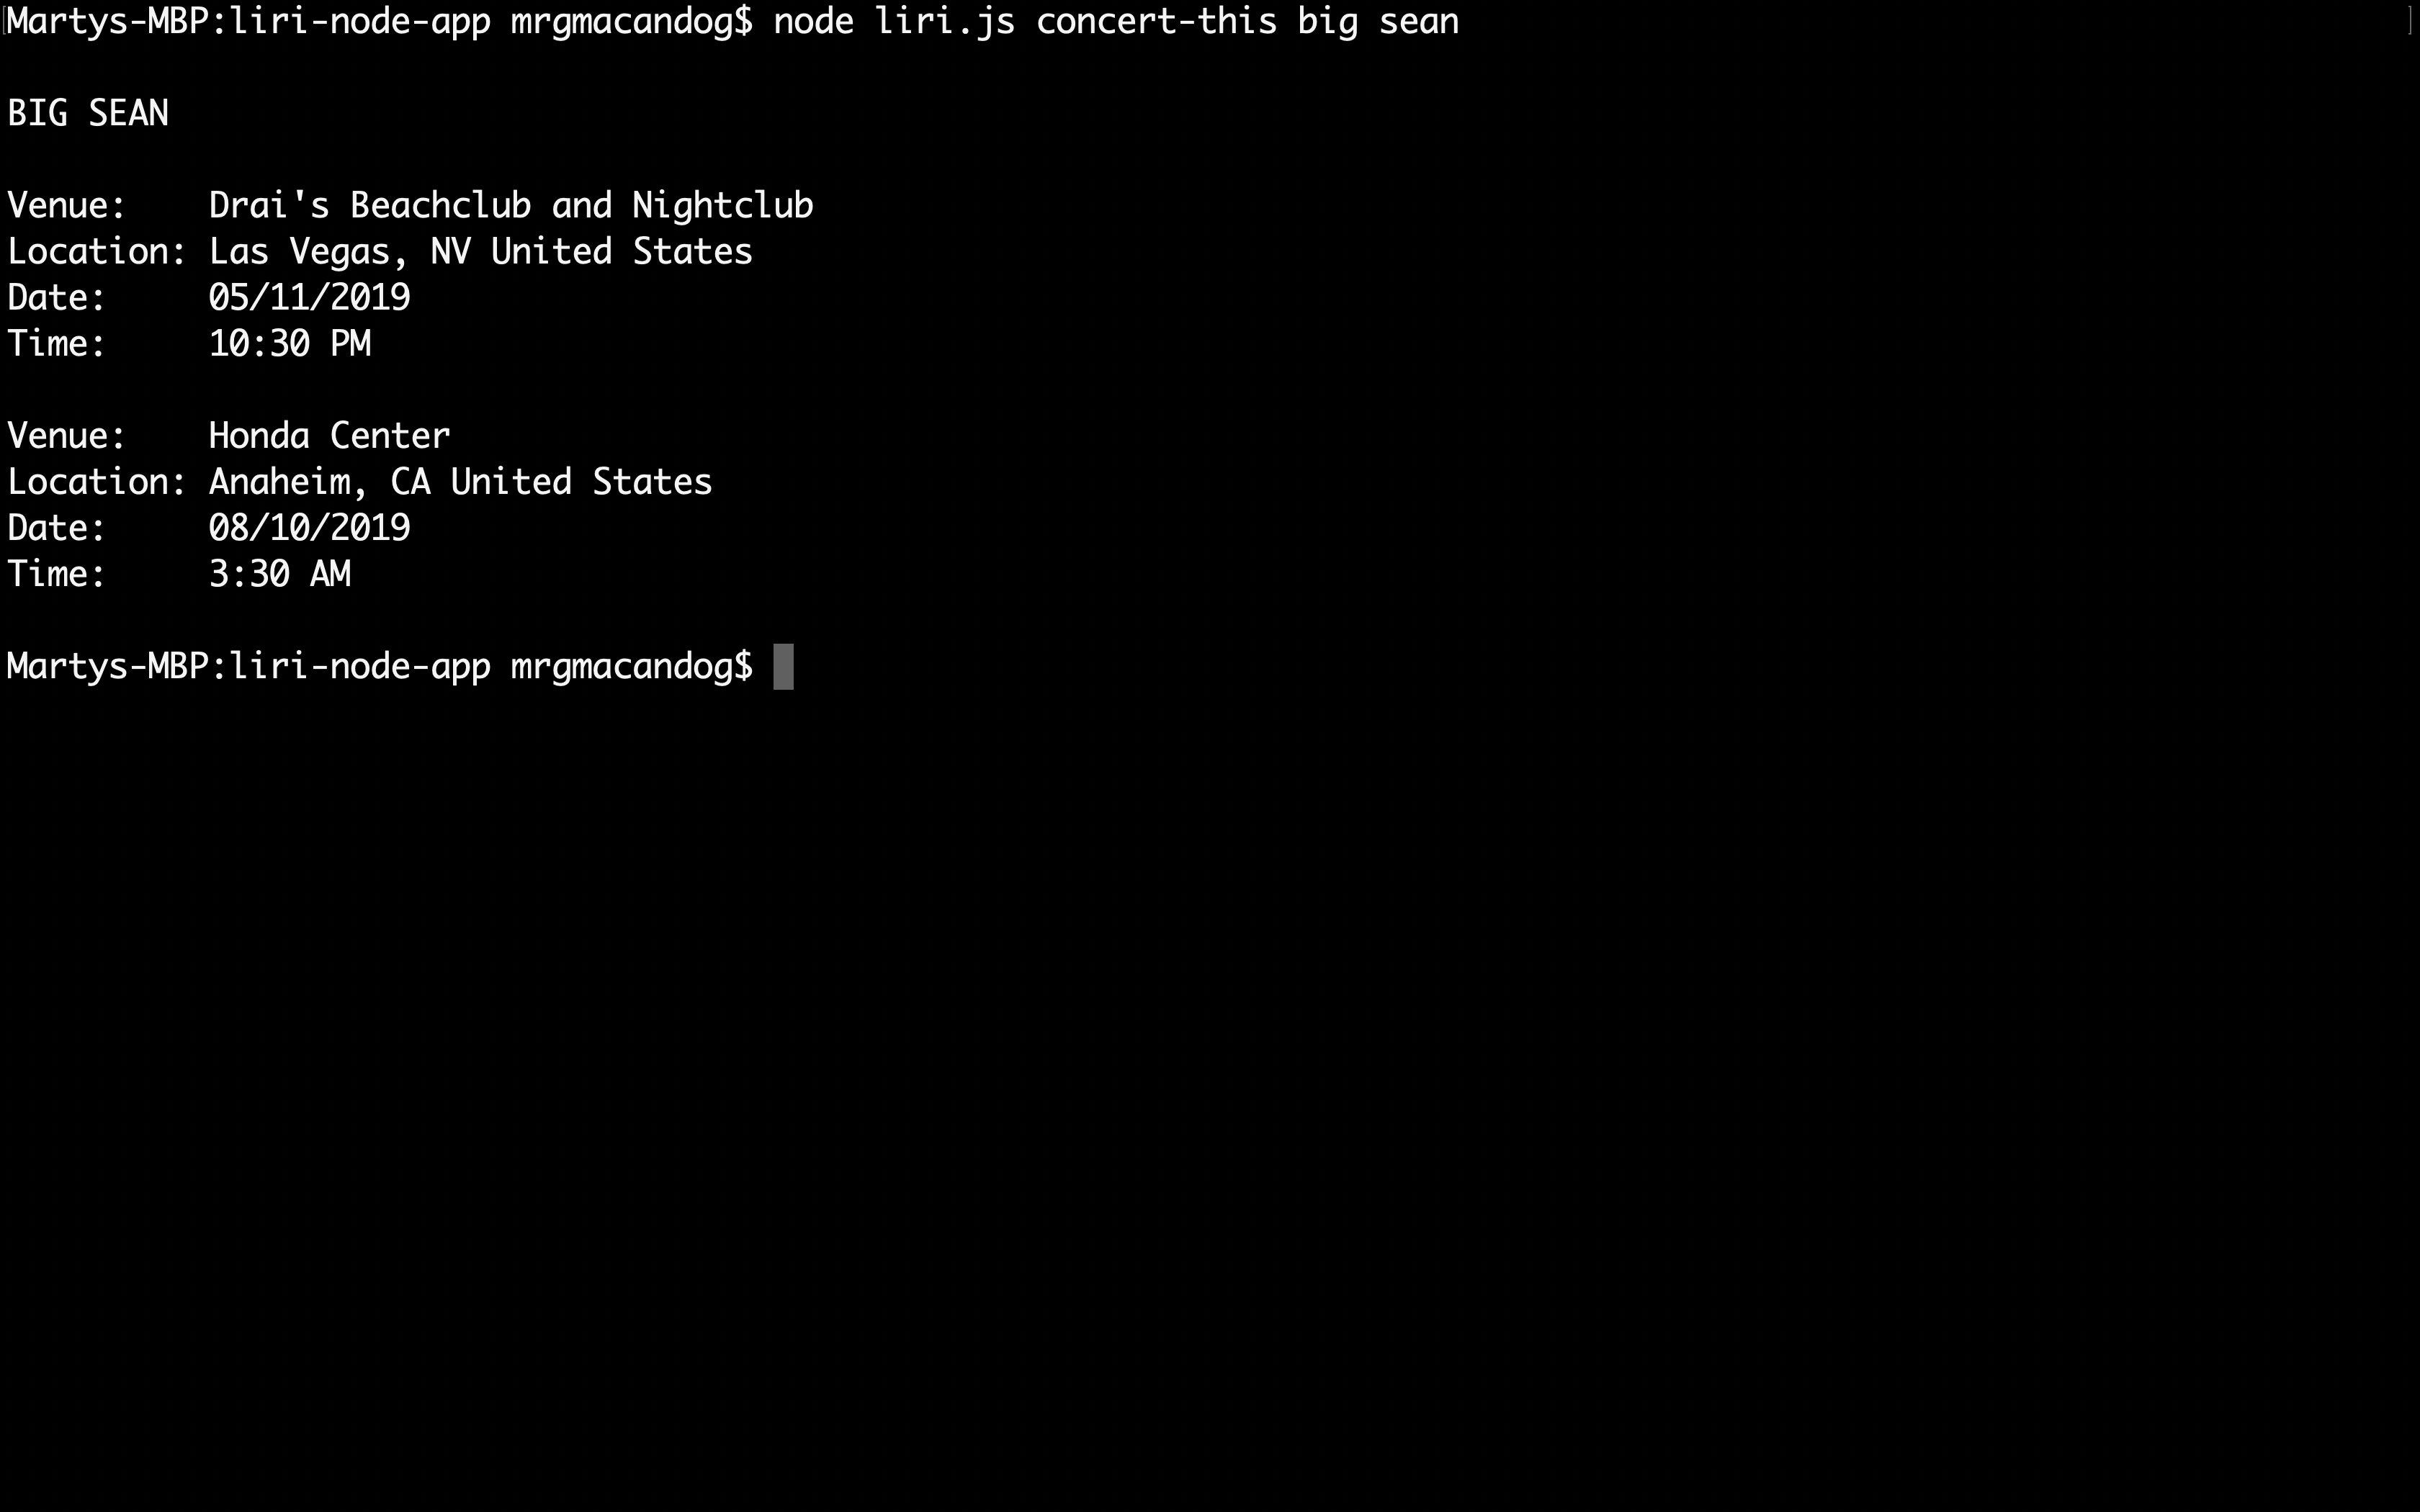 [Martys-MBP:liri-node-app mrgmacandog$ node liri.js concert-this big sean ]
BIG SEAN
Venue:    Drai's Beachclub and Nightclub
Location: Las Vegas, NV United States
Date:     05/11/2019
Time:     10:30 PM
Venue:    Honda Center
Location: Anaheim, CA United States
Date:     08/10/2019
Time:     3:30 AM
Martys-MBP:liri-node-app mrgmacandog$